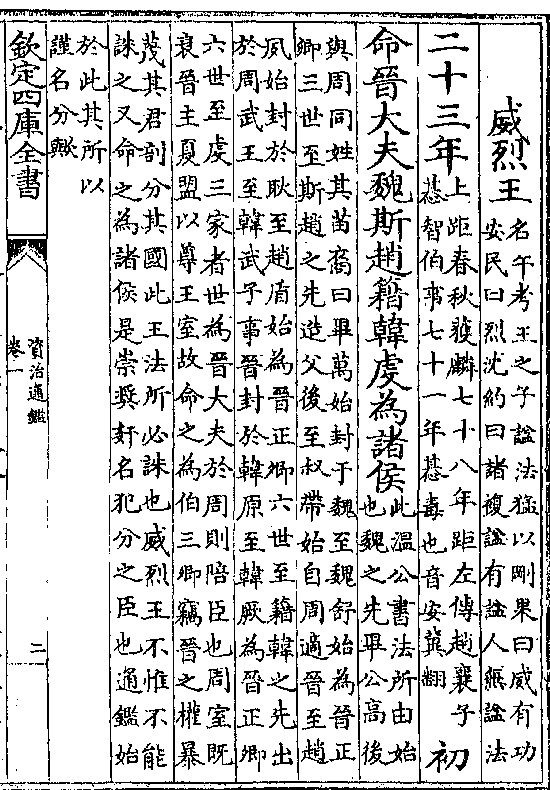 威烈王
名午考王之子諡法猛以剛果曰威有功
安民曰烈沈約曰諸複諡有諡人無諡法
二十三年
上距春秋獲麟七十八年距左傳趙襄子
惎智伯事七十一年惎毒也音安冀翻
初
命晉大夫魏斯趙籍韓虔為諸侯
此溫公書法所由始
也魏之先畢公高後
與周同姓其苗裔曰畢萬始封于魏至魏舒始為晉正
卿三世至斯趙之先造父後至叔帶始自周適晉至趙
夙始封於耿至趙盾始為晉正卿六世至籍韓之先出
於周武王至韓武子事晉封於韓原至韓厥為晉正卿
六世至虔三家者世為晉大夫於周則陪臣也周室既
衰晉主夏盟以尊王室故命之為伯三卿竊晉之權暴
蔑其君剖分其國此王法所必誅也威烈王不惟不能
誅之又命之為諸侯是崇奬奸名犯分之臣也通鑑始
於此其所以
謹名分歟
欽定四庫全書
資治通鑑
卷一
二